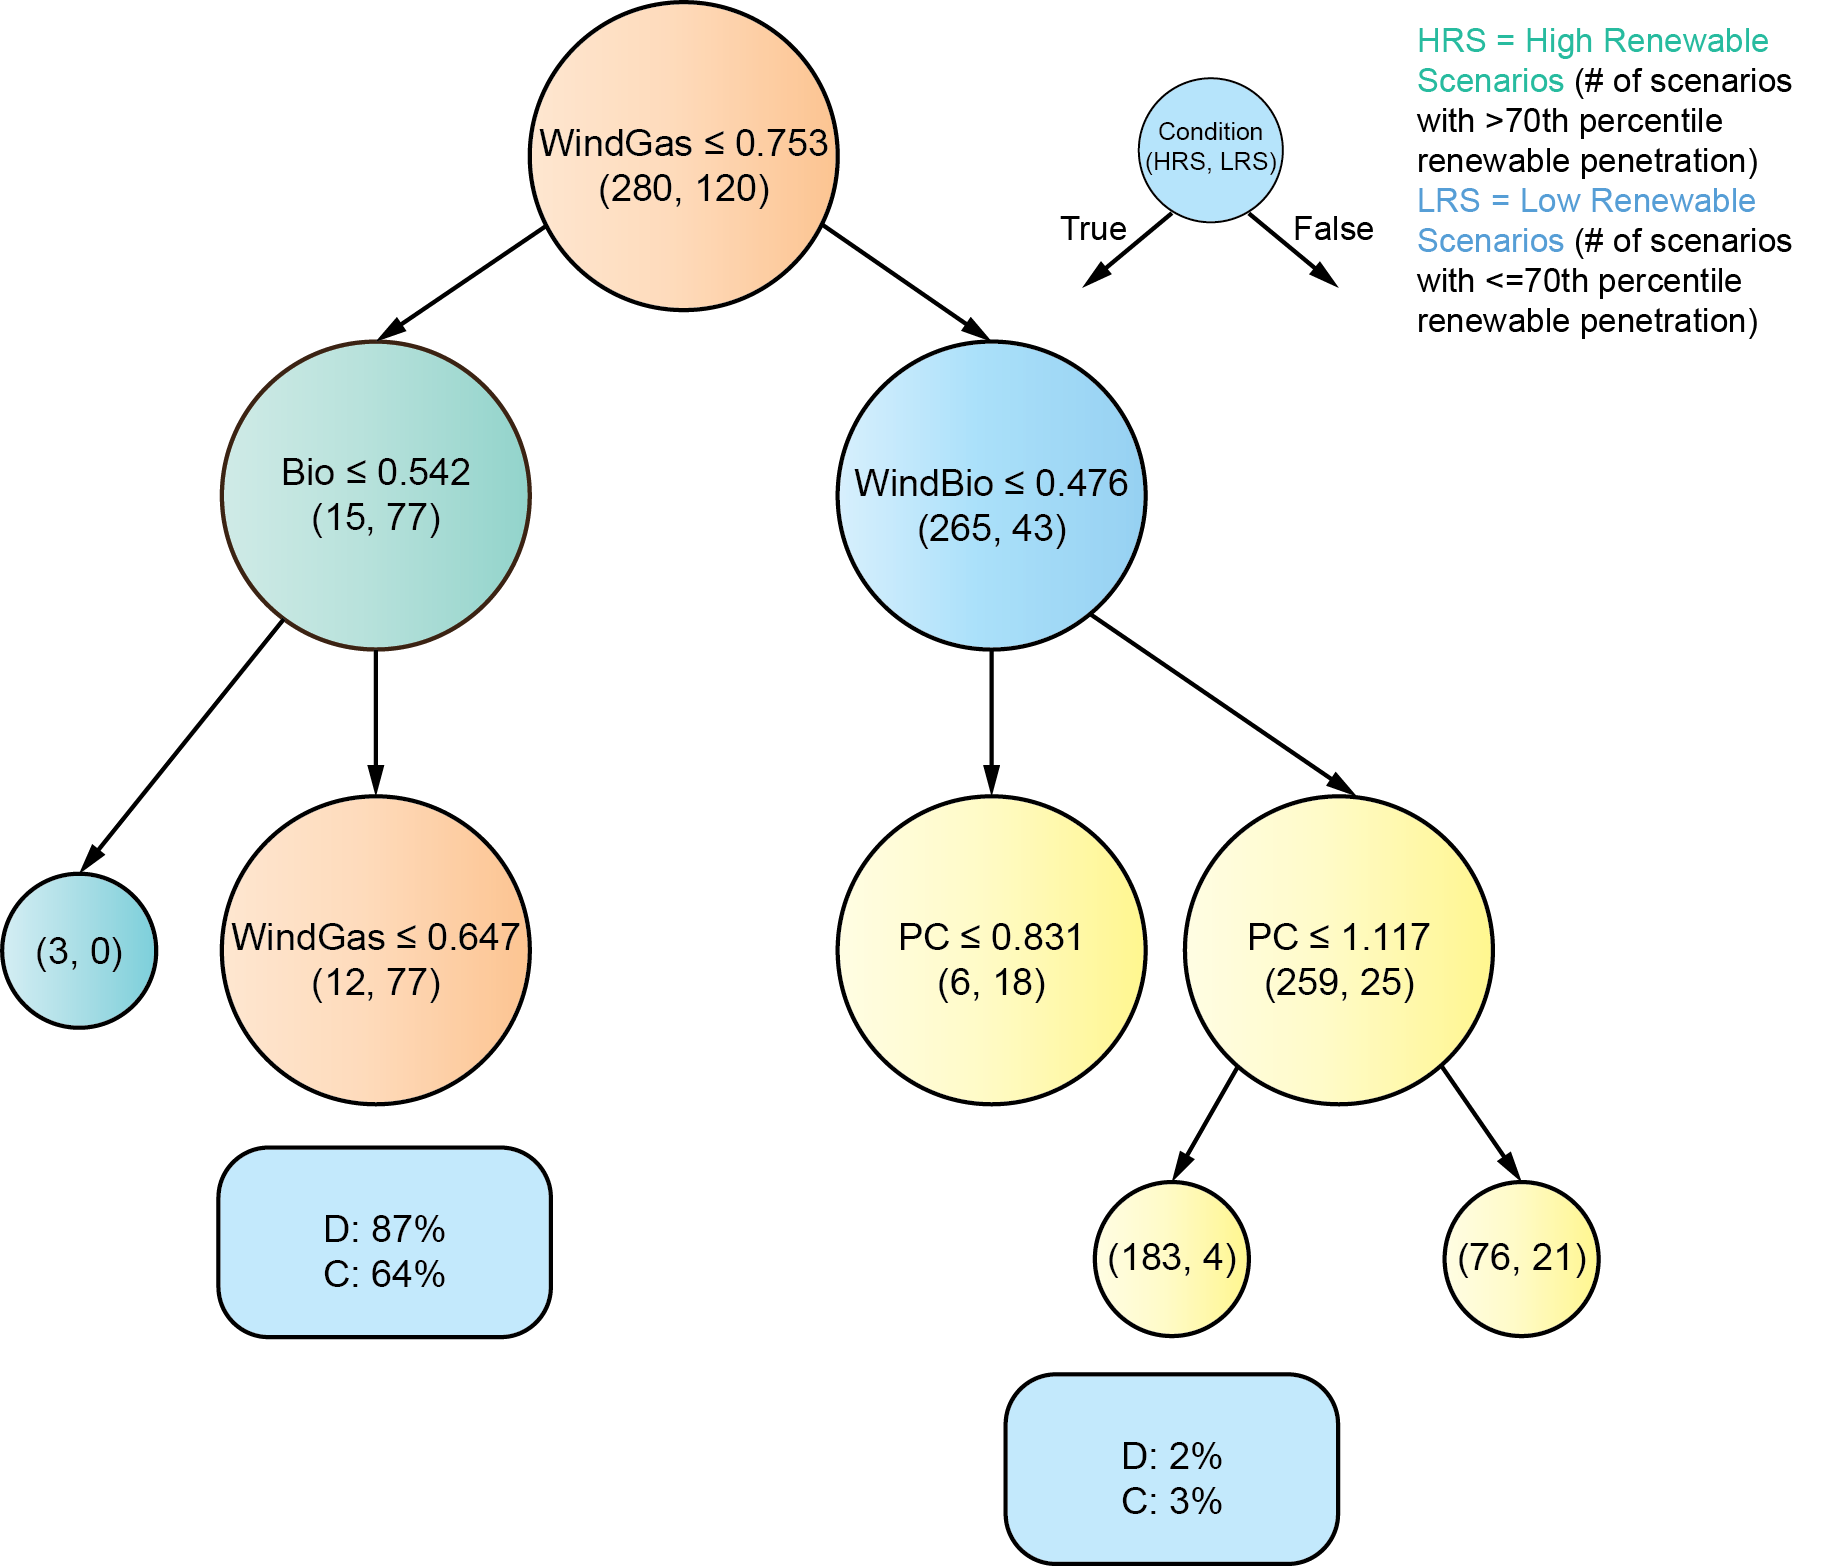 WindGas ≤ 0.753
(280, 120)
Condition
(HRS, LRS)
True
False
HRS = High Renewable
Scenarios (# of scenarios
with >70th percentile
renewable penetration)
LRS = Low Renewable
Scenarios (# of scenarios
with <=70th percentile
renewable penetration)
Bio ≤ 0.542
(15, 77)
WindBio ≤ 0.476
(265, 43)
(3, 0)
WindGas ≤ 0.647
(12, 77)
PC ≤ 0.831
(6, 18)
PC ≤ 1.117
(259, 25)
D: 87%
C: 64%
(183, 4)
(76, 21)
D: 2%
C: 3%